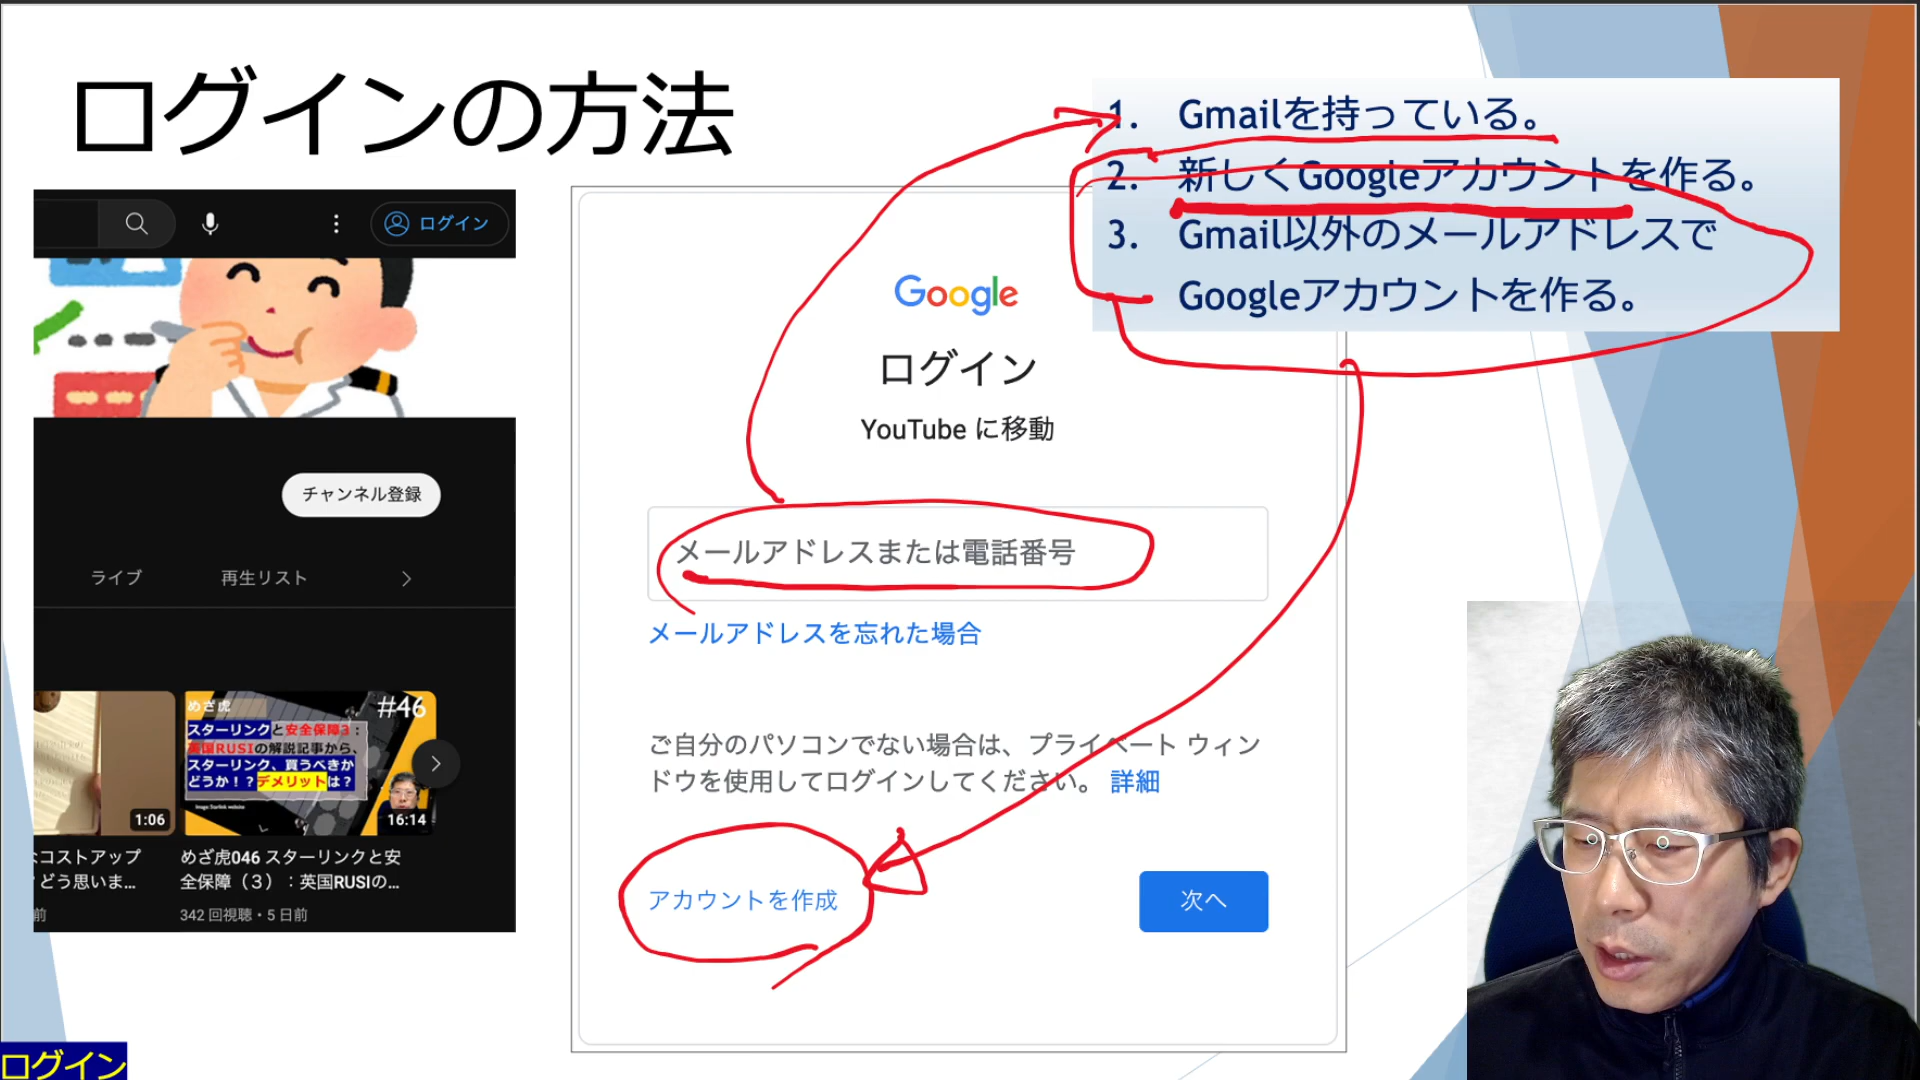 ログインの方法
1. Gmailを持っている。
2. 新しくGoogleアカウントを作る。
3. Gmail以外のメールアドレスで
Googleアカウントを作る。
ログイン
チャンネル登録
ライブ
再生リスト
1:06
めざ虎
#46
スターリンクと安全保障3：
英国RUSIの解説記事から、
スターリンク、買うべきか
どうか！？デメリットは？
16:14
コストアップ
どう思いま...
前
めざ虎046 スターリンクと安
全保障（３）：英国RUSIの...
342 回視聴・5 日前
Google
ログイン
YouTube に移動
メールアドレスまたは電話番号
メールアドレスを忘れた場合
ご自分のパソコンでない場合は、プライベート ウィン
ドウを使用してログインしてください。 詳細
アカウントを作成
次へ
ログイン